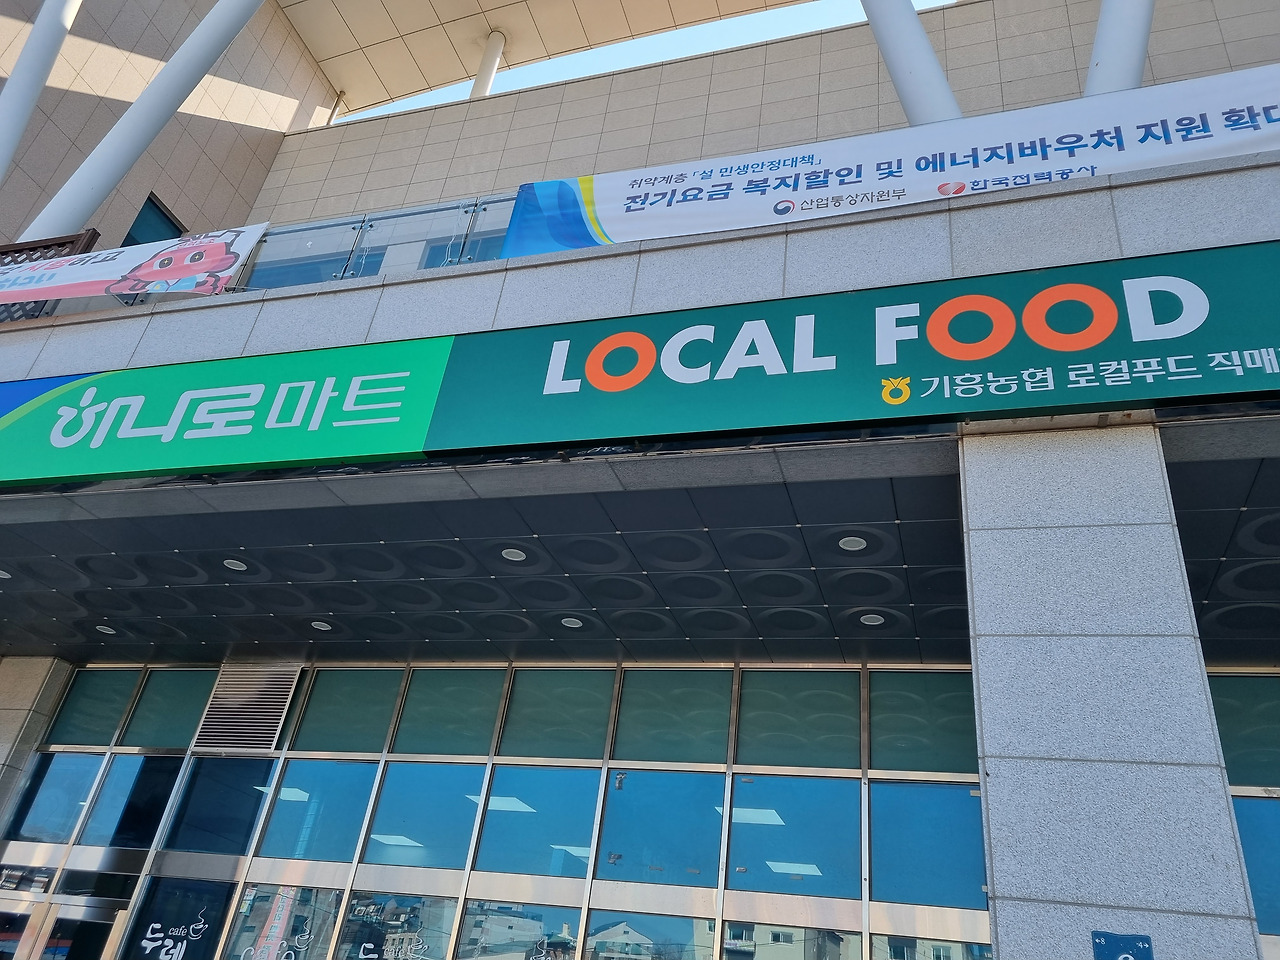 취약계층 「설 민생안정대책」
전기요금 복지할인 및 에너지바우처 지원 확대
산업통상자원부 한국전력공사
하고
하나로마트
LOCAL FOOD
기흥농협 로컬푸드 직매
cafe
두레
cafe